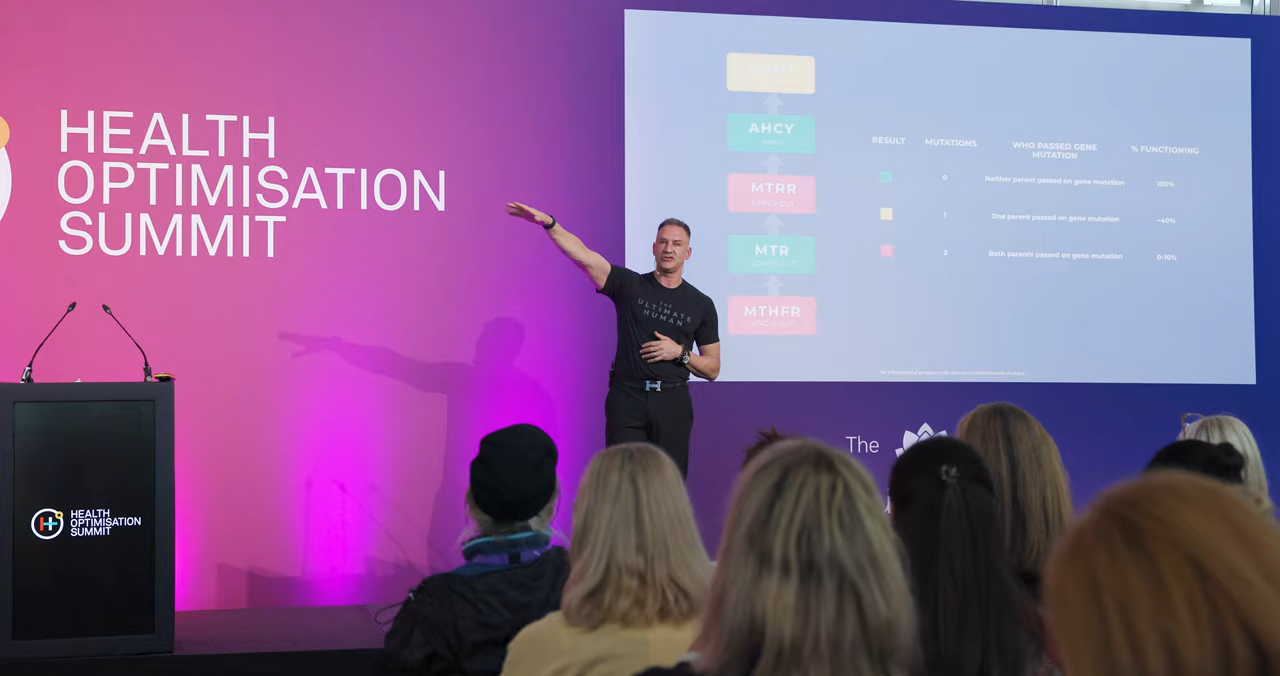 HEALTH
OPTIMISATION
SUMMIT
AHCY
MTRR
MTR
MTHFR
RESULT
MUTATIONS
WHO PASSED GENE
MUTATION
% FUNCTIONING
0
Neither parent passed on gene mutation
100%
1
One parent passed on gene mutation
~40%
2
Both parents passed on gene mutation
0-10%
THE
ULTIMATE
HUMAN
The
HEALTH
OPTIMISATION
SUMMIT